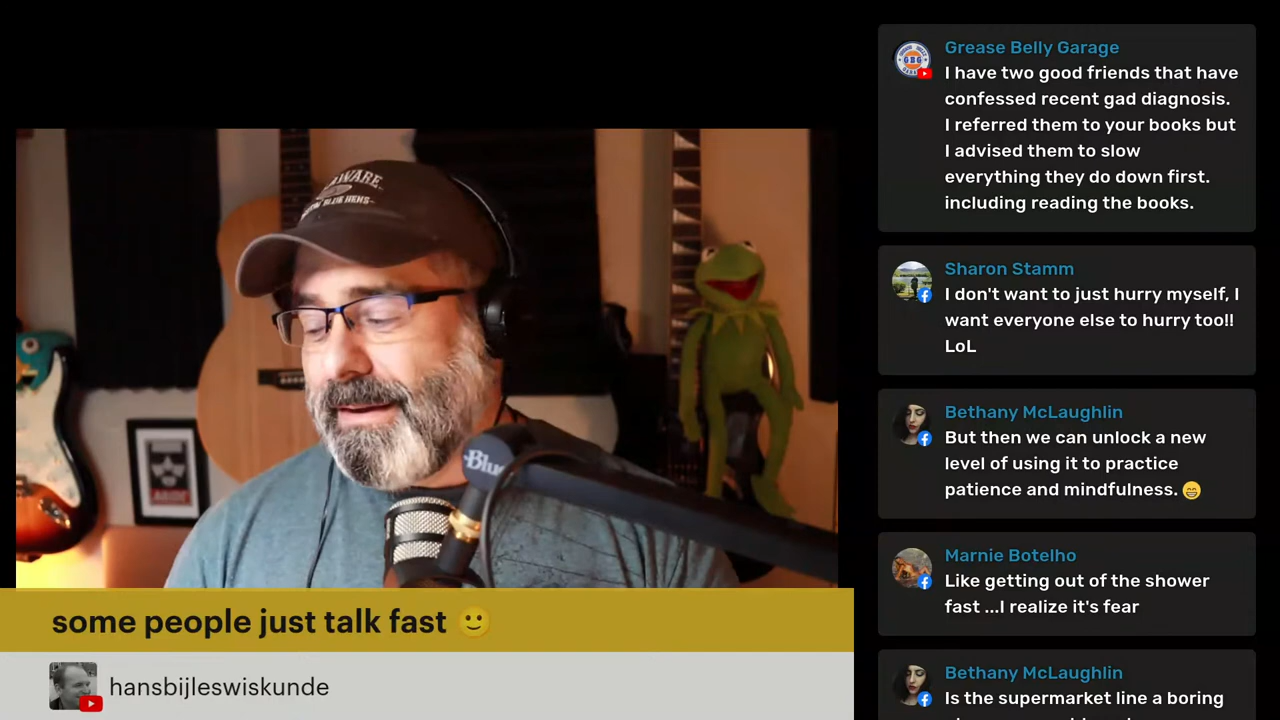 AWARE
Blue
some people just talk fast 🙂
hansbijleswiskunde
Grease Belly Garage
I have two good friends that have
confessed recent gad diagnosis.
I referred them to your books but
I advised them to slow
everything they do down first.
including reading the books.
Sharon Stamm
I don't want to just hurry myself, I
want everyone else to hurry too!!
LoL
Bethany McLaughlin
But then we can unlock a new
level of using it to practice
patience and mindfulness. 😁
Marnie Botelho
Like getting out of the shower
fast ...I realize it's fear
Bethany McLaughlin
Is the supermarket line a boring